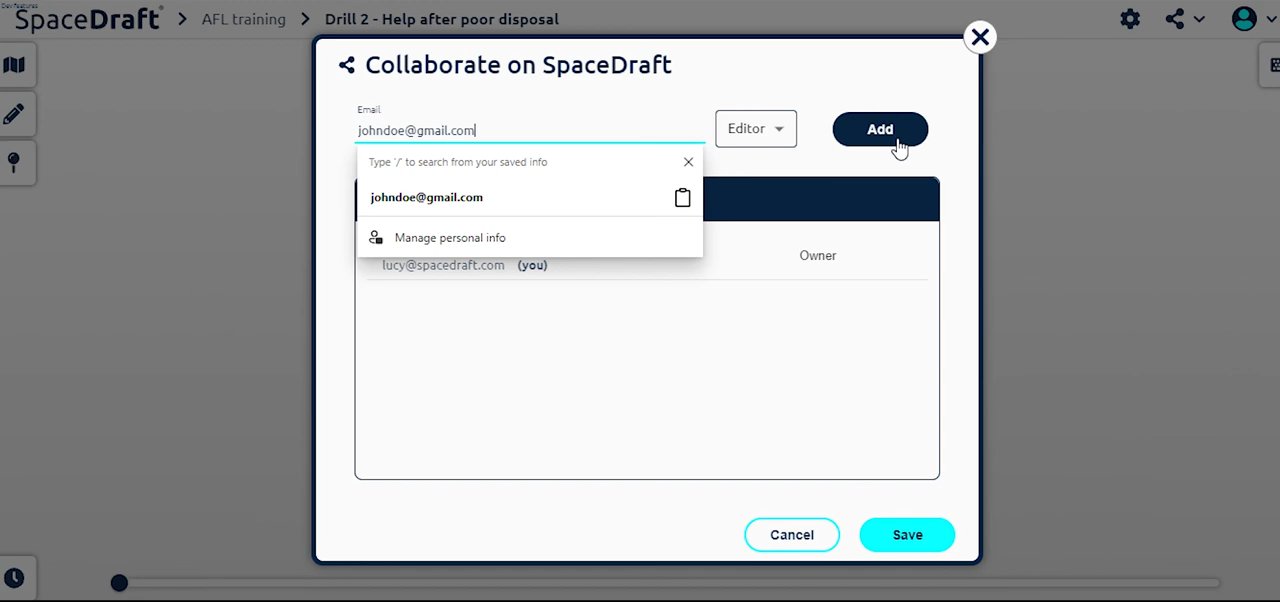 Dev features
SpaceDraft® AFL training Drill 2 - Help after poor disposal
Collaborate on SpaceDraft
Email
johndoe@gmail.com
Editor
Add
Type '/' to search from your saved info
johndoe@gmail.com
Manage personal info
lucy@spacedraft.com (you)
Owner
Cancel
Save